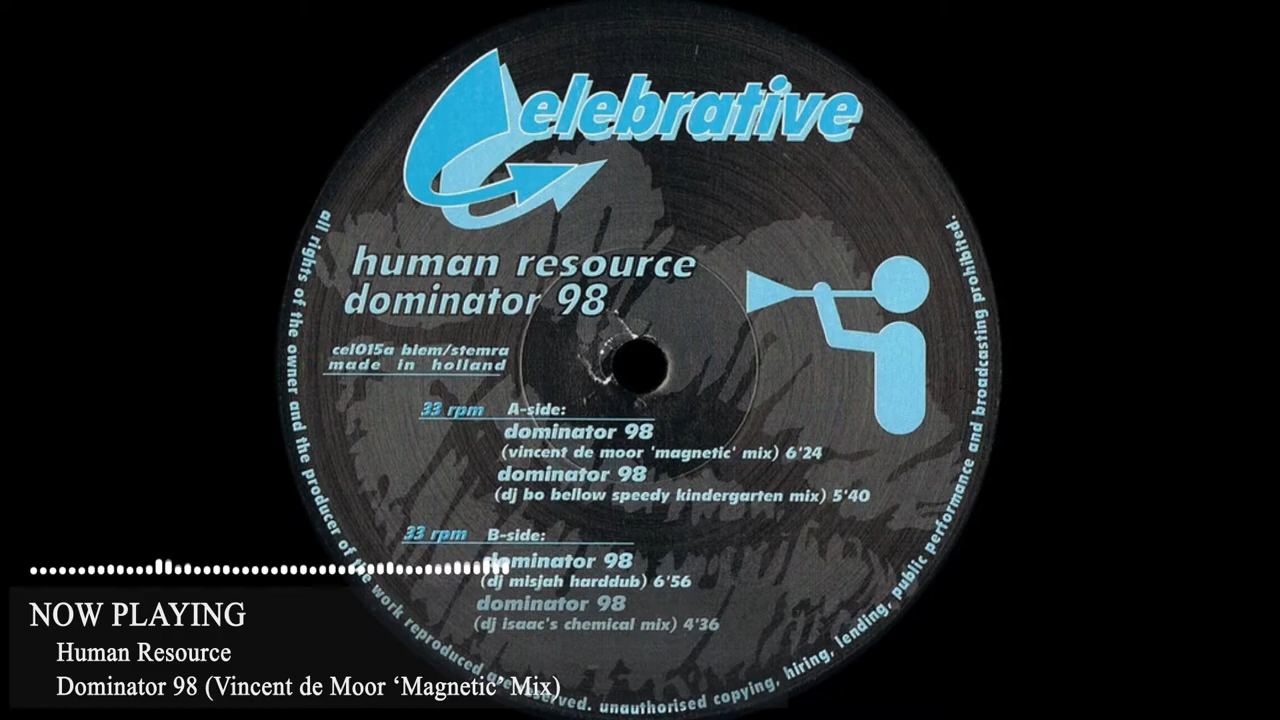 Celebrative
human resource
dominator 98
cel015a biem/stemra
made in holland
33 rpm A-side:
dominator 98
(vincent de moor 'magnetic' mix) 6'24
dominator 98
(dj bo bellow speedy kindergarten mix) 5'40
33 rpm B-side:
dominator 98
(dj misjah harddub) 6'56
dominator 98
(dj isaac's chemical mix) 4'36
all rights of the owner and the producer of the work reproduced are reserved. unauthorised copying, hiring, lending, public performance and broadcasting prohibited.
NOW PLAYING
Human Resource
Dominator 98 (Vincent de Moor ‘Magnetic’ Mix)